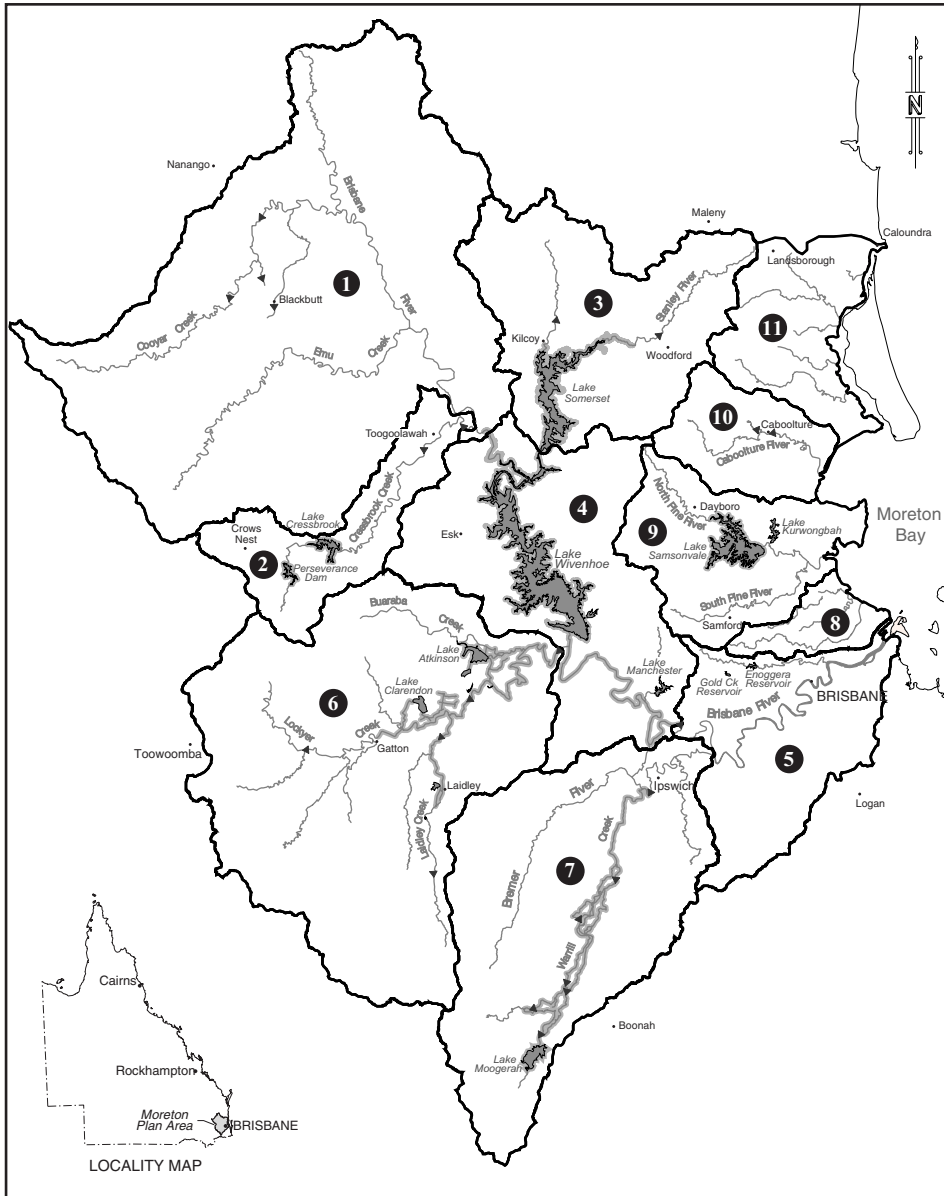 N
Nanango
Brisbane
River
Maleny
Caloundra
Landsborough
1
3
11
Stanley River
Blackbutt
Cooyar Creek
Emu Creek
Kilcoy
Woodford
Lake
Somerset
10
Caboolture
Caboolture River
Toogoolawah
Cressbrook Creek
Lake
Cressbrook
Crows
Nest
2
Perseverance
Dam
Esk
4
Lake
Wivenhoe
North Pine River
Dayboro
9
Lake
Samsonvale
Lake
Kurwongbah
Moreton
Bay
South Pine River
Samford
8
Buaraba
Creek
Lake
Atkinson
Lake
Clarendon
6
Lockyer
Creek
Gatton
Toowoomba
Laidley
Laidley Creek
Lake
Manchester
Gold Ck
Reservoir
Enoggera
Reservoir
BRISBANE
Brisbane River
5
Logan
Ipswich
River
Bremer
Creek
7
Warrill
Boonah
Lake
Moogerah
Cairns
Rockhampton
Moreton
Plan Area
BRISBANE
LOCALITY MAP